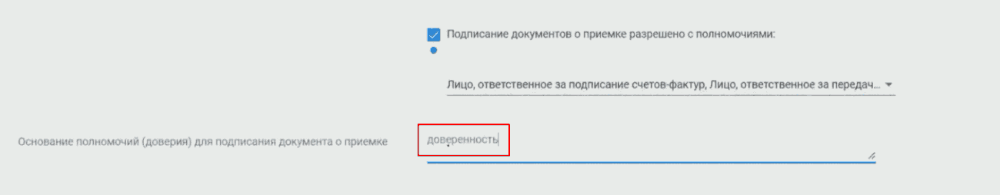 Подписание документов о приемке разрешено с полномочиями:
Лицо, ответственное за подписание счетов-фактур, Лицо, ответственное за передач...
Основание полномочий (доверия) для подписания документа о приемке
доверенность